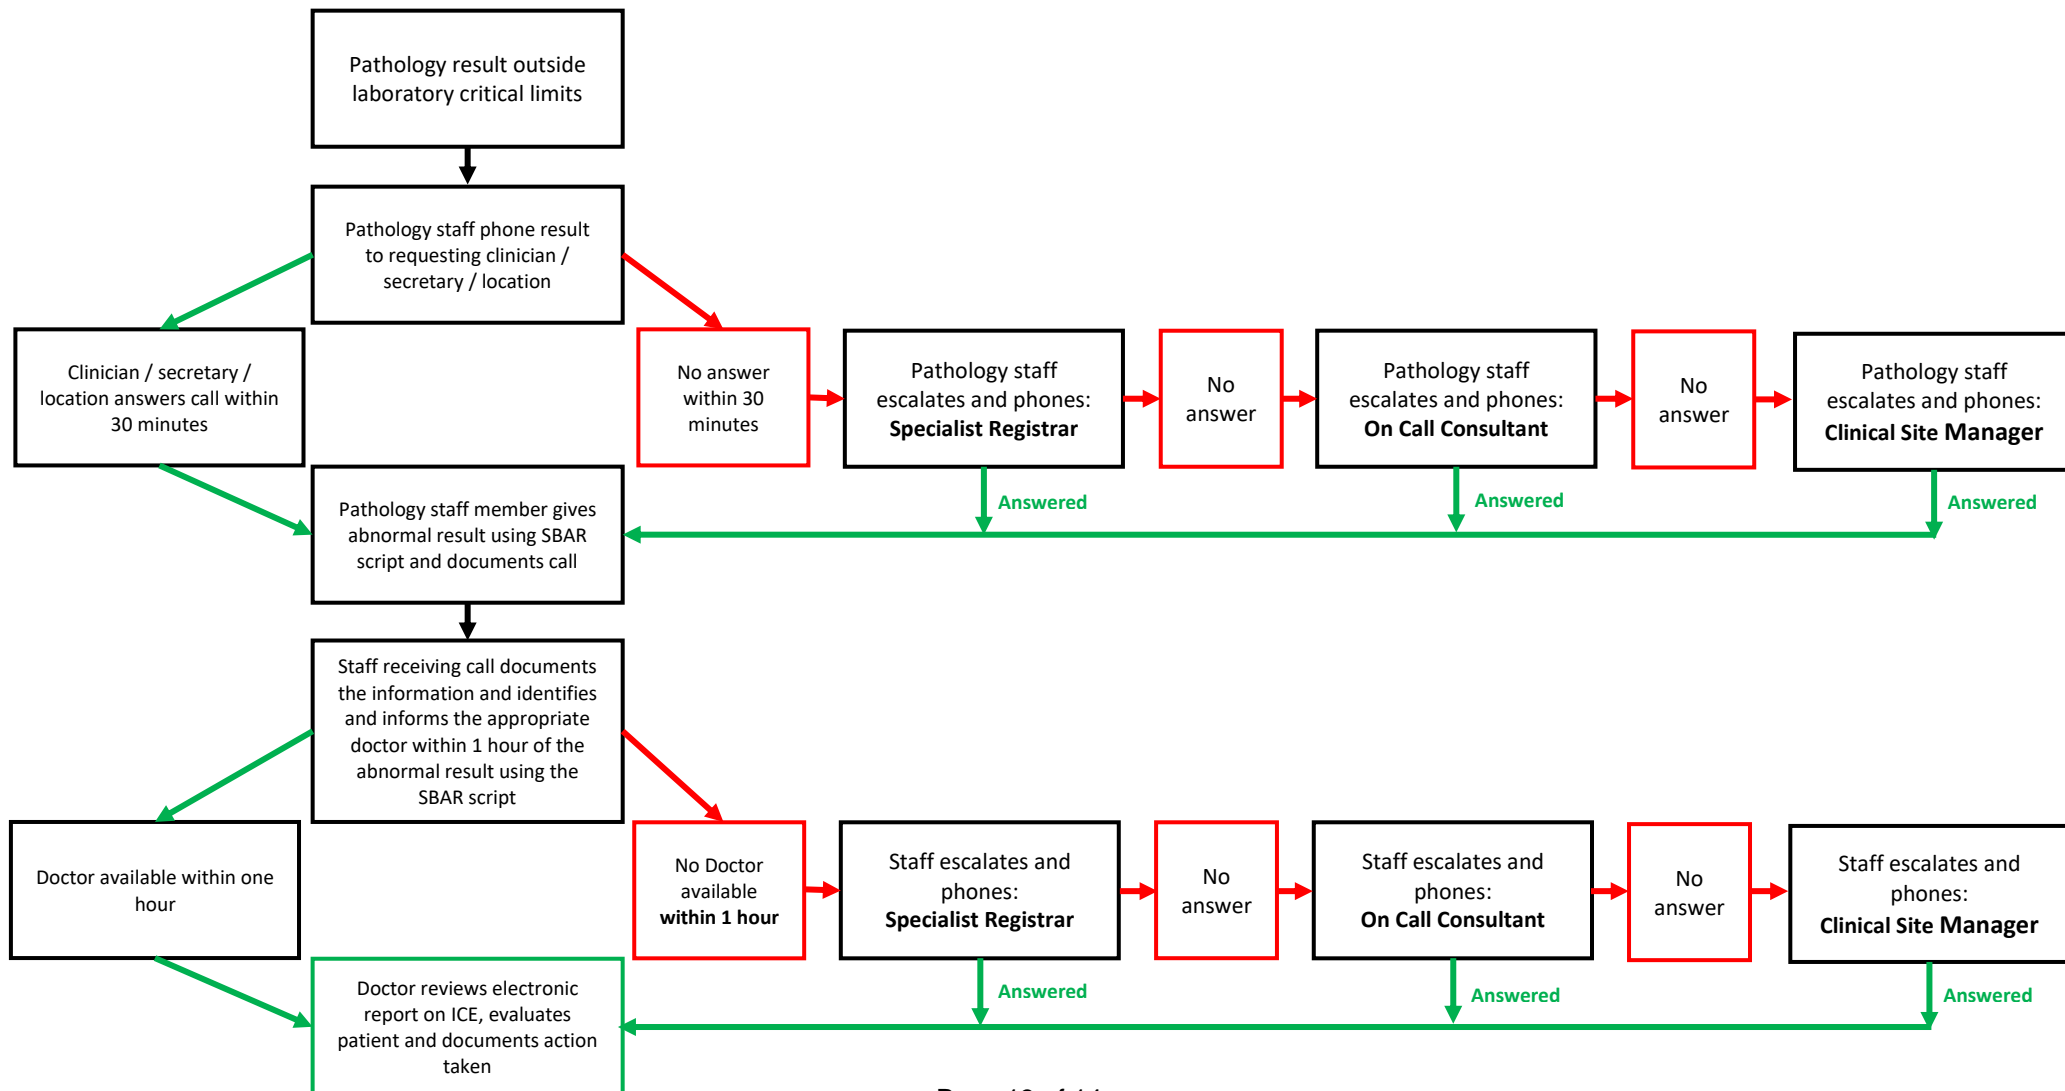 Pathology result outside
laboratory critical limits
Pathology staff phone result
to requesting clinician /
secretary / location
Clinician / secretary /
location answers call within
30 minutes
No answer
within 30
minutes
Pathology staff
escalates and phones:
Specialist Registrar
No
answer
Pathology staff
escalates and phones:
On Call Consultant
No
answer
Pathology staff
escalates and phones:
Clinical Site Manager
Answered
Answered
Answered
Pathology staff member gives
abnormal result using SBAR
script and documents call
Staff receiving call documents
the information and identifies
and informs the appropriate
doctor within 1 hour of the
abnormal result using the
SBAR script
Doctor available within one
hour
No Doctor
available
within 1 hour
Staff escalates and
phones:
Specialist Registrar
No
answer
Staff escalates and
phones:
On Call Consultant
No
answer
Staff escalates and
phones:
Clinical Site Manager
Answered
Answered
Answered
Doctor reviews electronic
report on ICE, evaluates
patient and documents action
taken